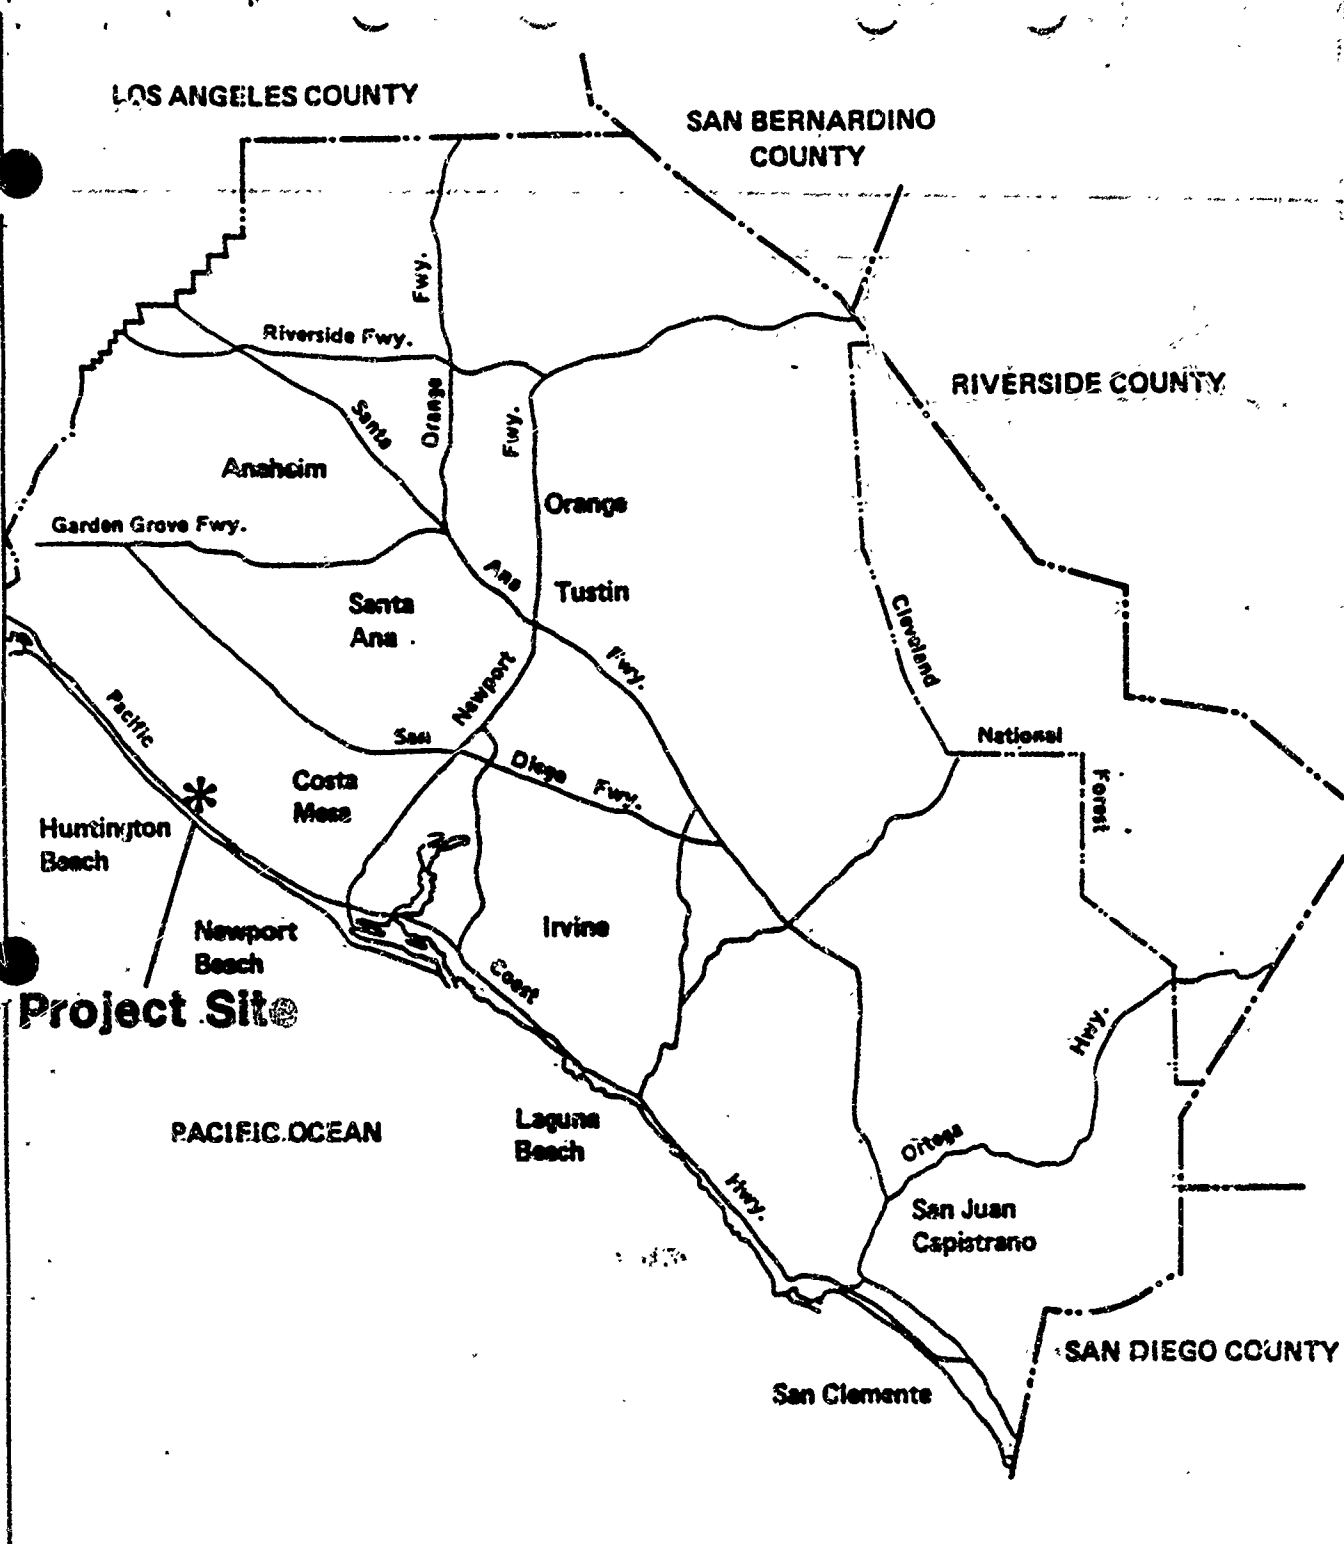 LOS ANGELES COUNTY
SAN BERNARDINO
COUNTY
Fwy.
Riverside Fwy.
RIVERSIDE COUNTY
Santa
Orange
Fwy.
Anaheim
Orange
Garden Grove Fwy.
Ana
Tustin
Santa
Ana
Cleveland
Fwy.
Newport
Pacific
San
National
Diego
Fwy.
Costa
Mesa
Forest
Huntington
Beach
Newport
Beach
Irvine
Coast
Project Site
Hwy.
PACIFIC OCEAN
Laguna
Beach
Ortega
Hwy.
San Juan
Capistrano
SAN DIEGO COUNTY
San Clemente